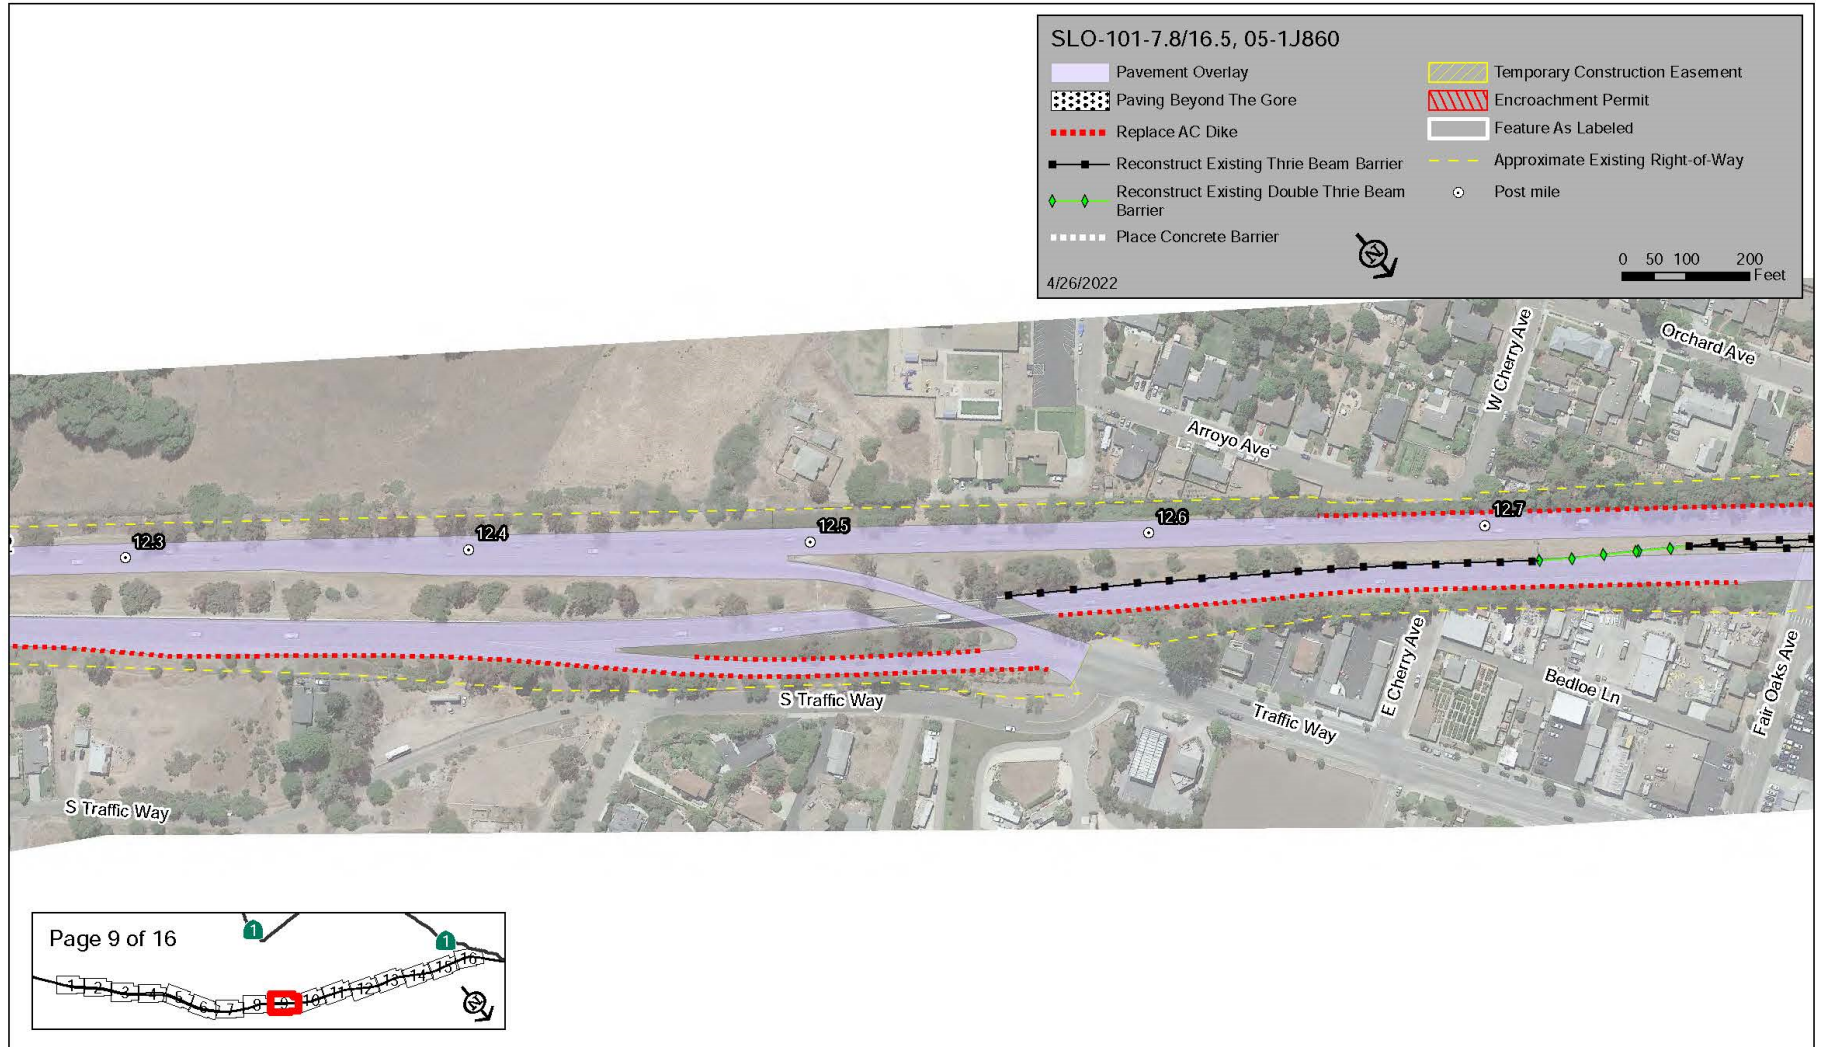 SLO-101-7.8/16.5, 05-1J860
Pavement Overlay
Paving Beyond The Gore
Replace AC Dike
Reconstruct Existing Thrie Beam Barrier
Reconstruct Existing Double Thrie Beam
Barrier
Place Concrete Barrier
4/26/2022
Temporary Construction Easement
Encroachment Permit
Feature As Labeled
Approximate Existing Right-of-Way
Post mile
N
0 50 100 200
Feet
Orchard Ave
W Cherry Ave
Arroyo Ave
12.3
12.4
12.5
12.6
12.7
S Traffic Way
Traffic Way
E Cherry Ave
Bedloe Ln
Fair Oaks Ave
S Traffic Way
Page 9 of 16
1
1
1 2 3 4 5 6 7 8 9 10 11 12 13 14 15 16
N